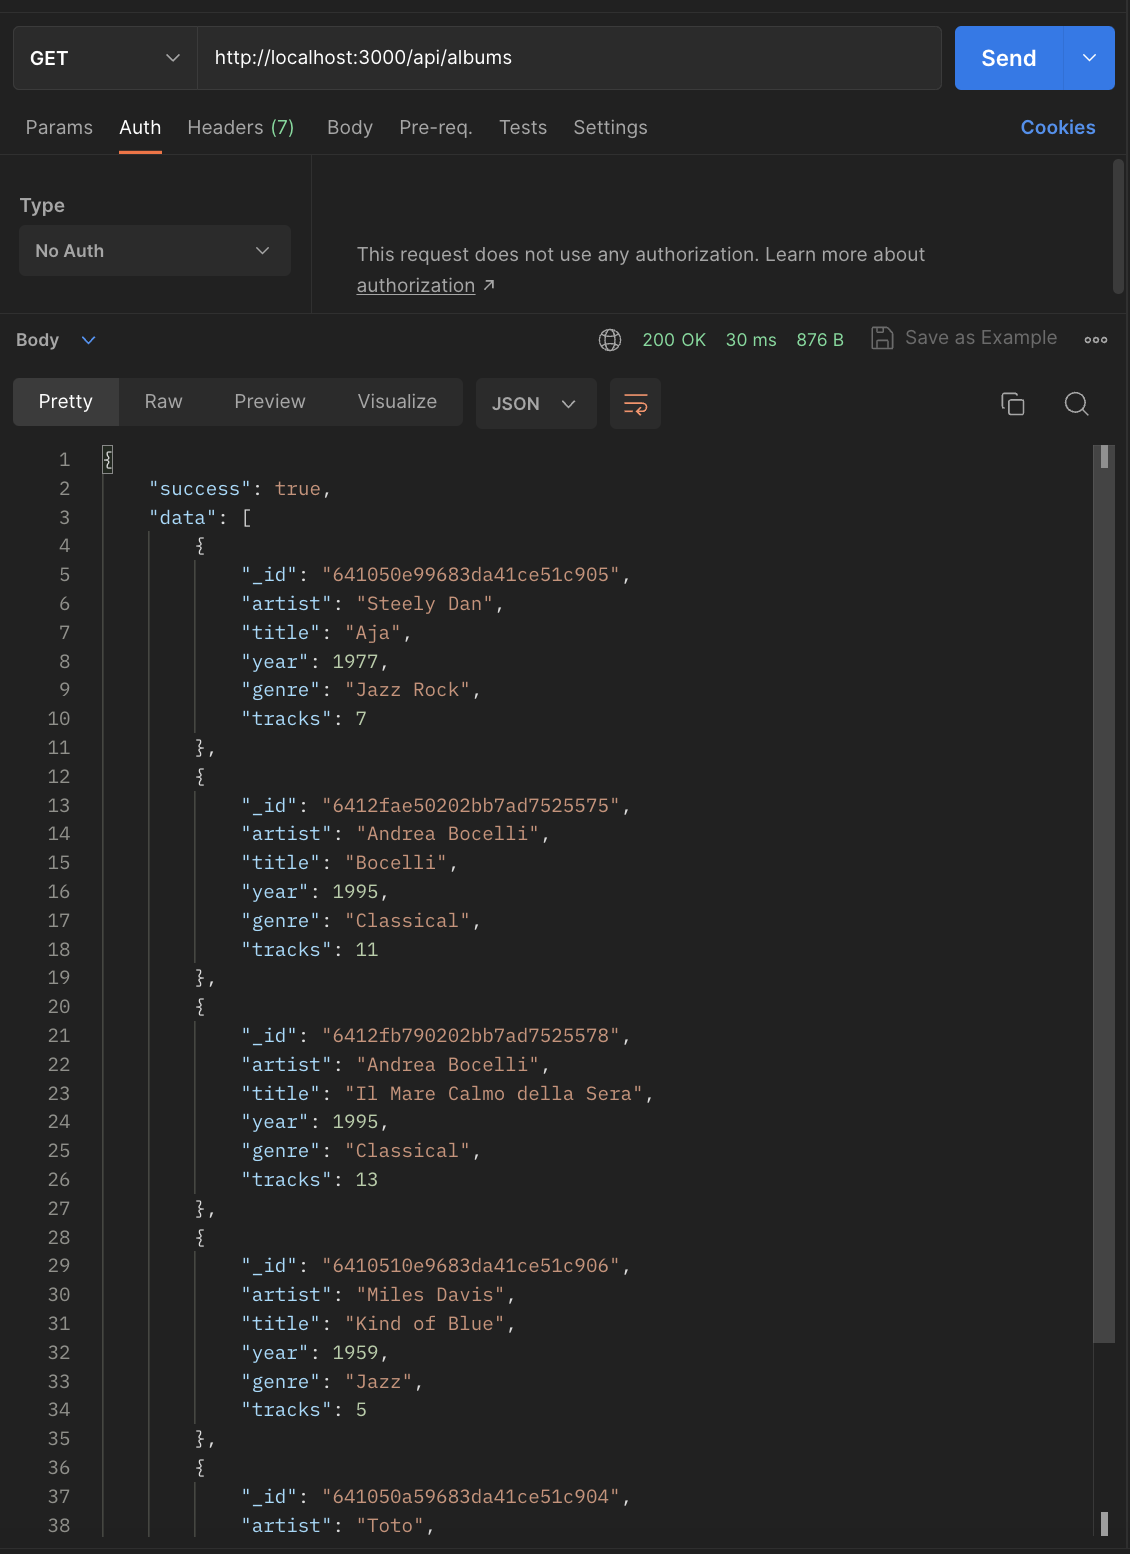 GET http://localhost:3000/api/albums Send
Params Auth Headers (7) Body Pre-req. Tests Settings Cookies
Type
No Auth
This request does not use any authorization. Learn more about
authorization ↗
Body 200 OK 30 ms 876 B Save as Example
Pretty Raw Preview Visualize JSON
1 {
2 "success": true,
3 "data": [
4 {
5 "_id": "641050e99683da41ce51c905",
6 "artist": "Steely Dan",
7 "title": "Aja",
8 "year": 1977,
9 "genre": "Jazz Rock",
10 "tracks": 7
11 },
12 {
13 "_id": "6412fae50202bb7ad7525575",
14 "artist": "Andrea Bocelli",
15 "title": "Bocelli",
16 "year": 1995,
17 "genre": "Classical",
18 "tracks": 11
19 },
20 {
21 "_id": "6412fb790202bb7ad7525578",
22 "artist": "Andrea Bocelli",
23 "title": "Il Mare Calmo della Sera",
24 "year": 1995,
25 "genre": "Classical",
26 "tracks": 13
27 },
28 {
29 "_id": "6410510e9683da41ce51c906",
30 "artist": "Miles Davis",
31 "title": "Kind of Blue",
32 "year": 1959,
33 "genre": "Jazz",
34 "tracks": 5
35 },
36 {
37 "_id": "641050a59683da41ce51c904",
38 "artist": "Toto",